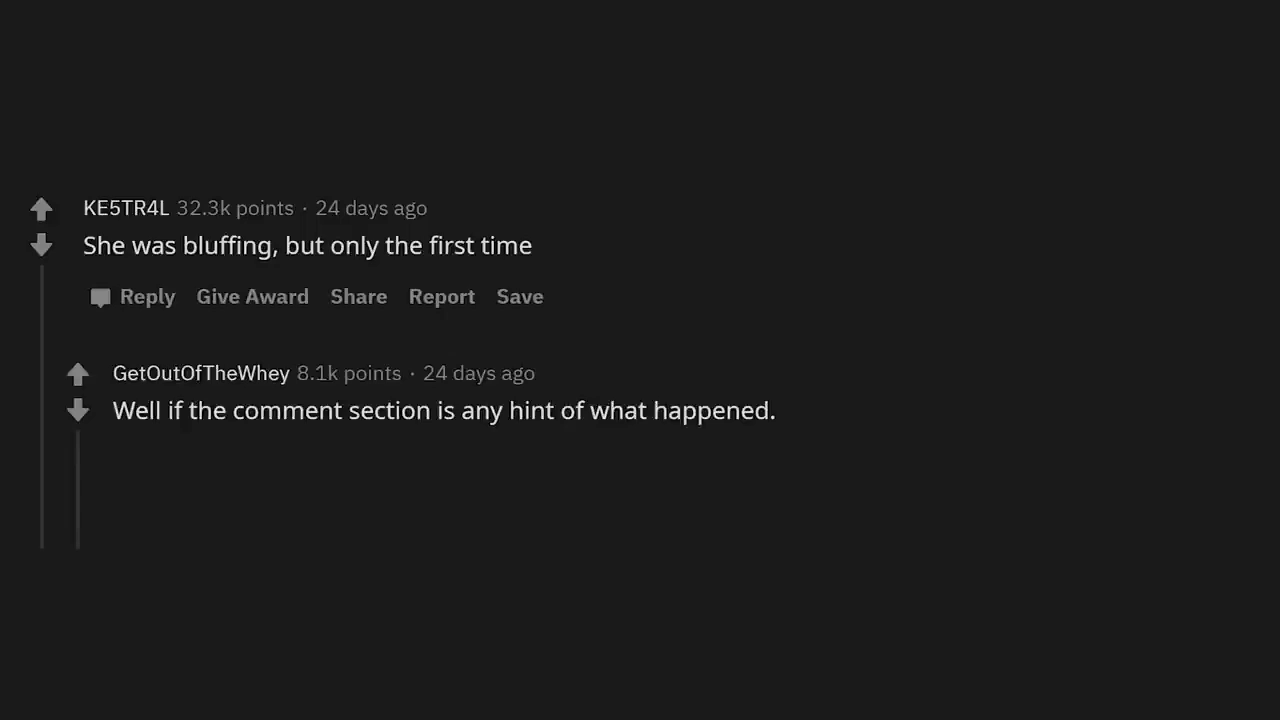 KE5TR4L 32.3k points · 24 days ago
She was bluffing, but only the first time
Reply Give Award Share Report Save
GetOutOfTheWhey 8.1k points · 24 days ago
Well if the comment section is any hint of what happened.